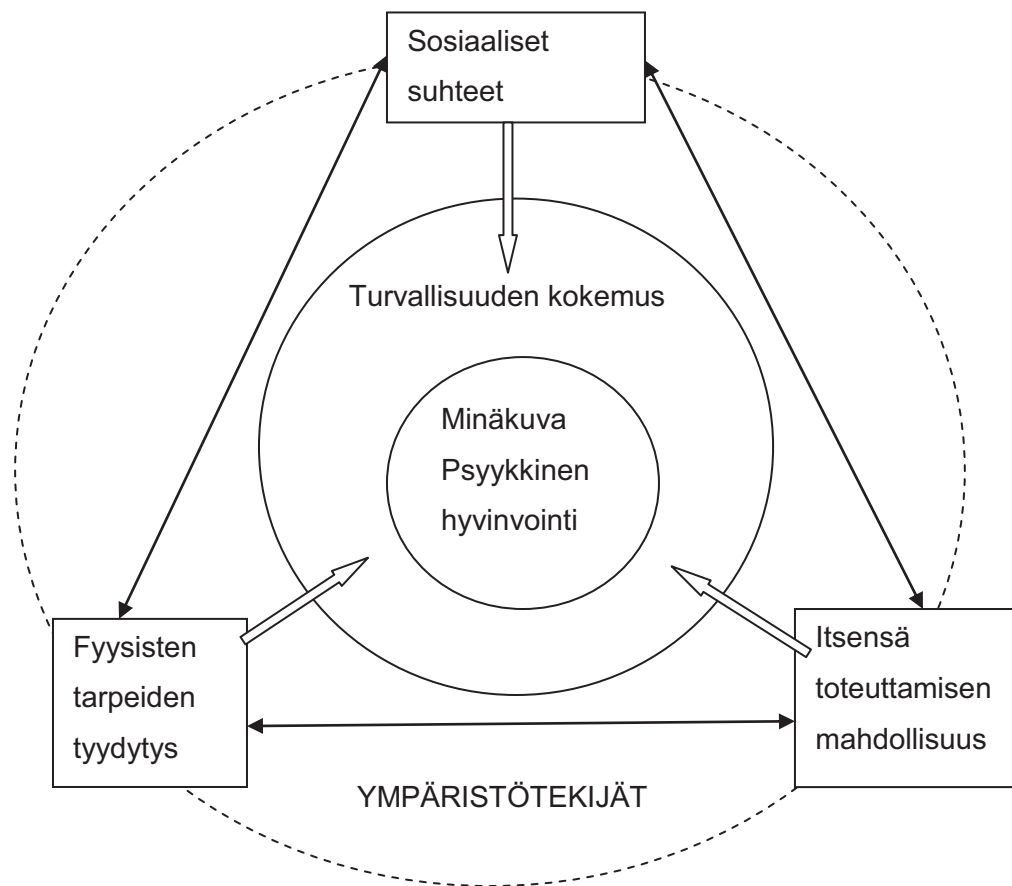 Sosiaaliset
suhteet
Turvallisuuden kokemus
Minäkuva
Psyykkinen
hyvinvointi
Fyysisten
tarpeiden
tyydytys
Itsensä
toteuttamisen
mahdollisuus
YMPÄRISTÖTEKIJÄT